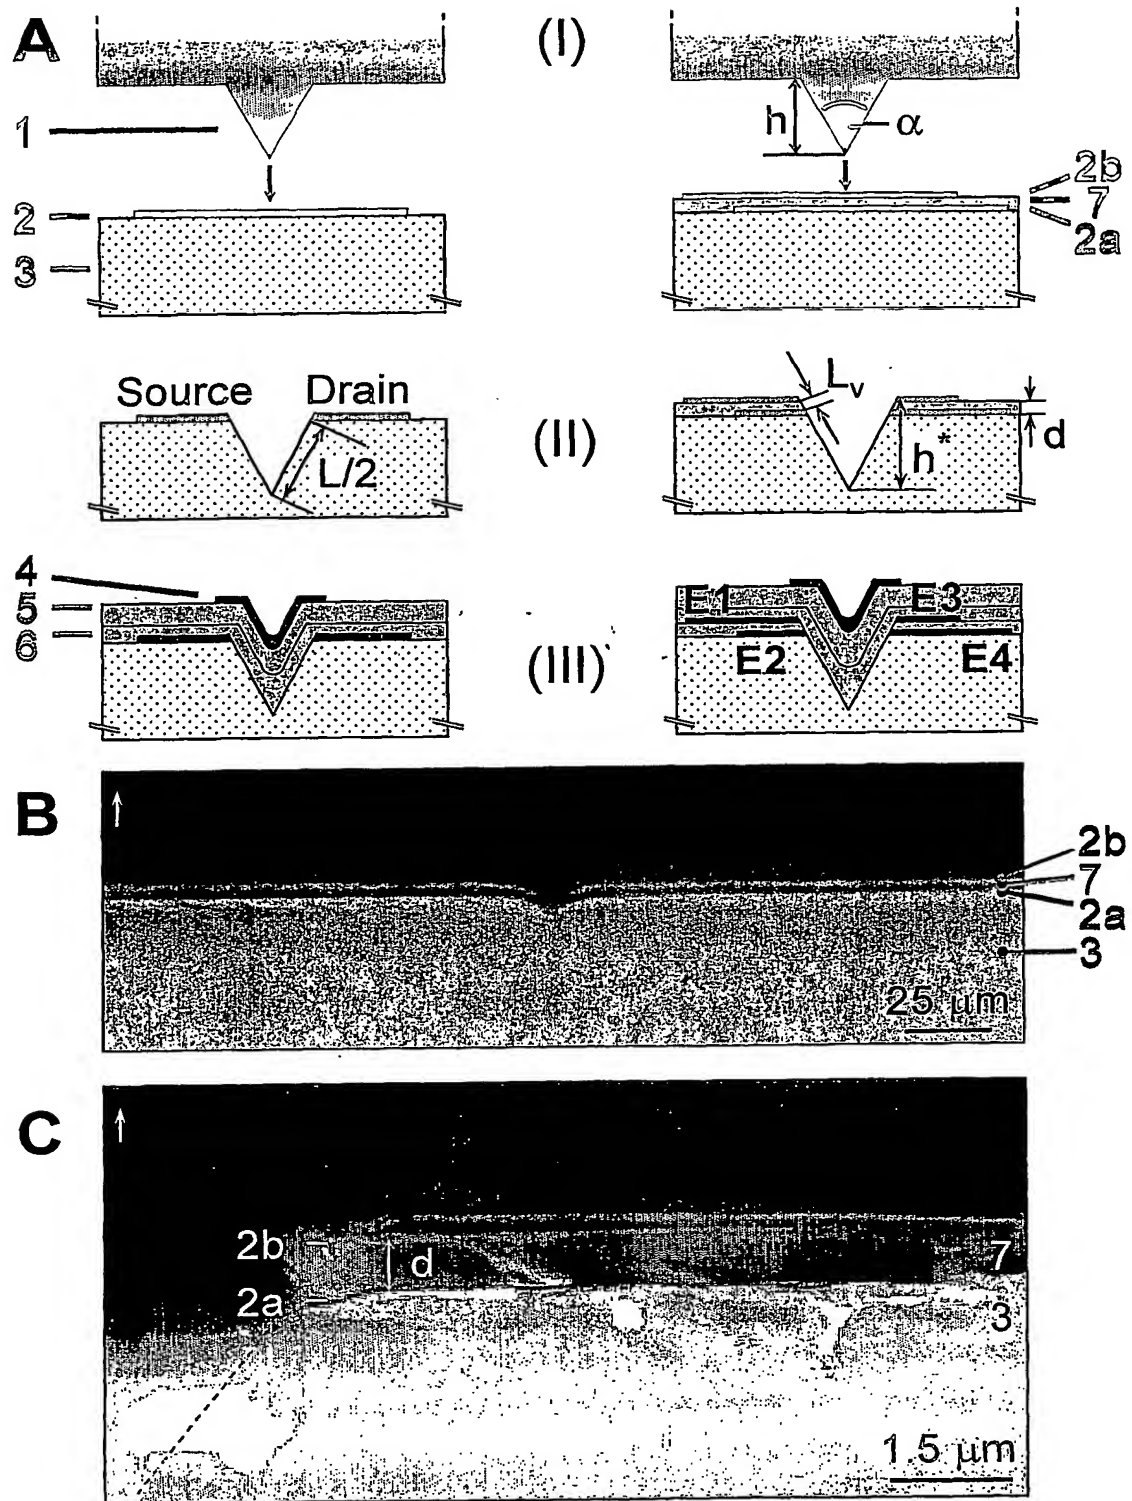 A
(I)
1
h
α
2
3
2b
7
2a
Source
Drain
L/2
(II)
Lv
d
h*
4
5
6
(III)
E1
E3
E2
E4
B
2b
7
2a
3
25 μm
C
2b
d
7
2a
3
1.5 μm